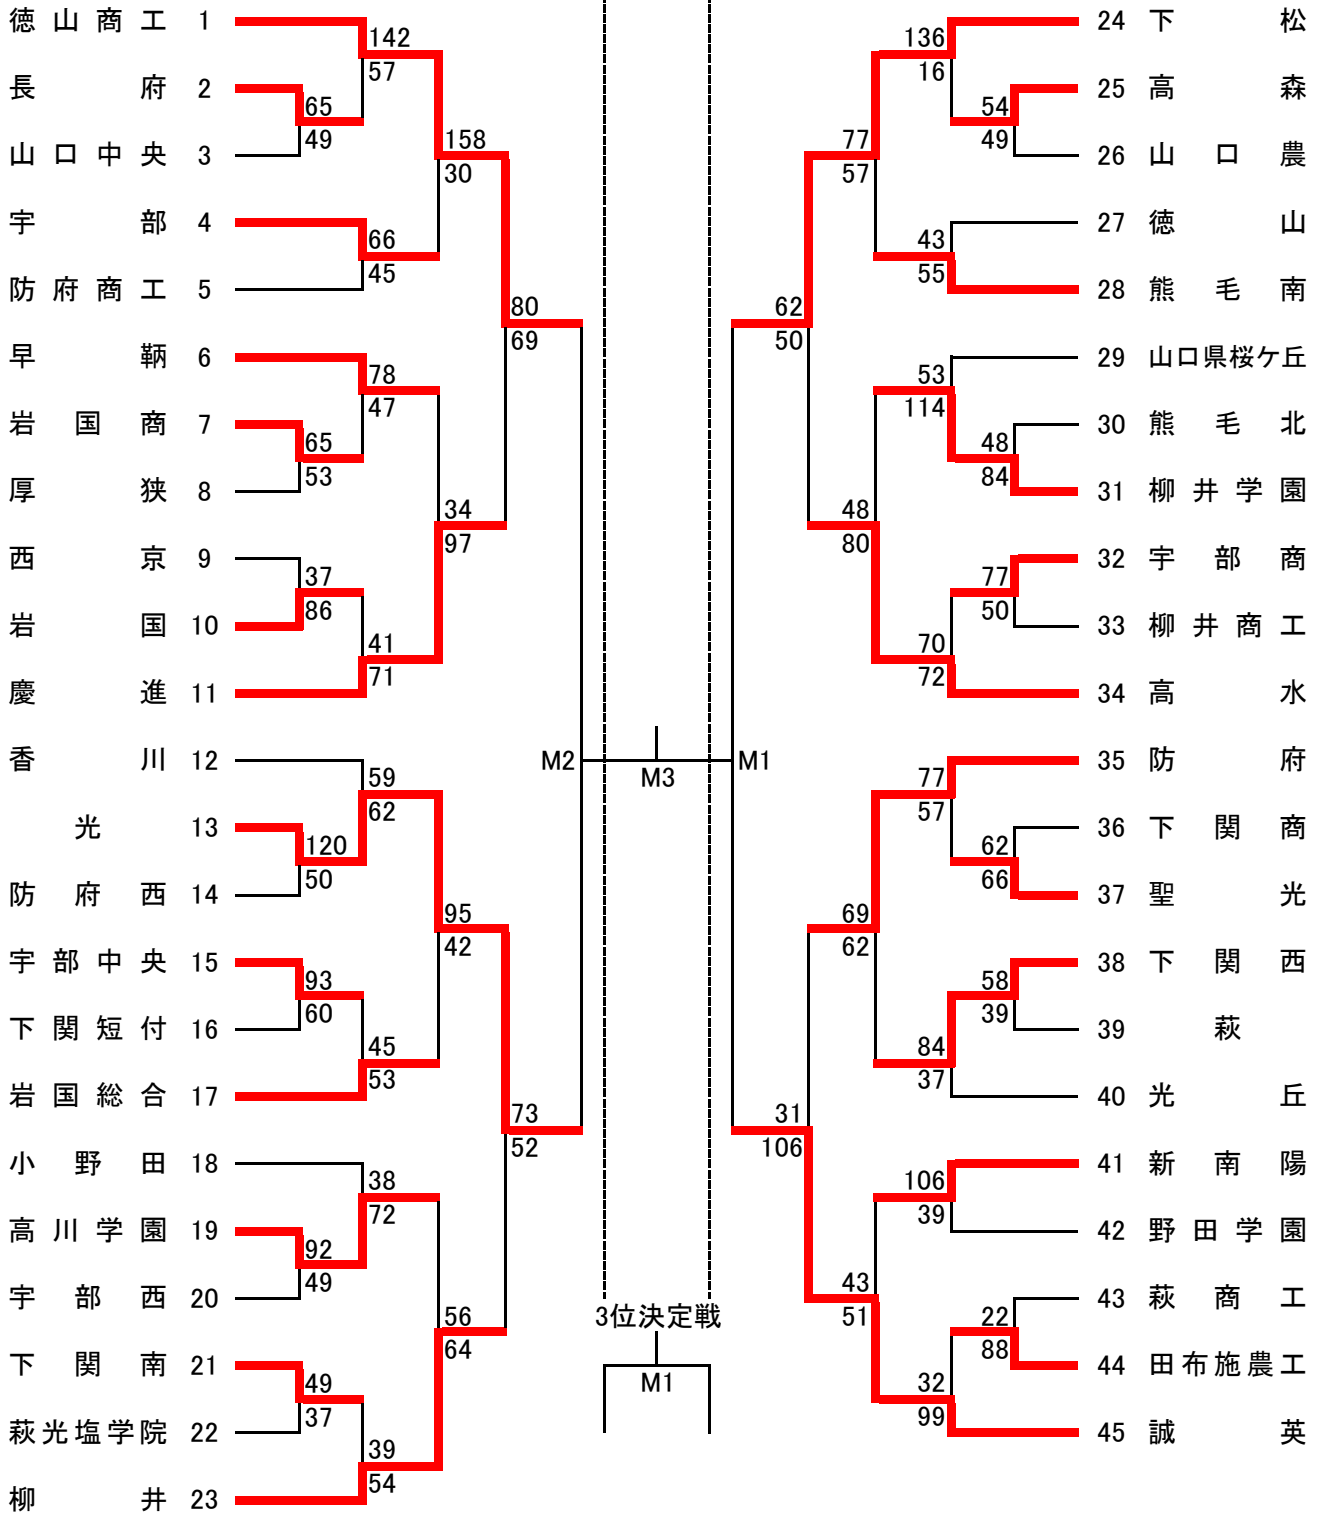 徳山商工 1
142
57
長府 2
65
49
山口中央 3
158
30
宇部 4
66
45
防府商工 5
80
69
早鞆 6
78
47
岩国商 7
65
53
厚狭 8
34
97
西京 9
37
86
岩国 10
41
71
慶進 11
香川 12
59
62
光 13
120
50
防府西 14
95
42
宇部中央 15
93
60
下関短付 16
45
53
岩国総合 17
73
52
小野田 18
38
72
高川学園 19
92
49
宇部西 20
56
64
下関南 21
49
37
萩光塩学院 22
39
54
柳井 23
M2
M3
M1
3位決定戦
M1
24 下松
136
16
25 高森
54
49
26 山口農
77
57
27 徳山
43
55
28 熊毛南
62
50
29 山口県桜ケ丘
53
114
30 熊毛北
48
84
31 柳井学園
48
80
32 宇部商
77
50
33 柳井商工
70
72
34 高水
35 防府
77
57
36 下関商
62
66
37 聖光
69
62
38 下関西
58
39
39 萩
84
37
40 光丘
31
106
41 新南陽
106
39
42 野田学園
43
51
43 萩商工
22
88
44 田布施農工
32
99
45 誠英